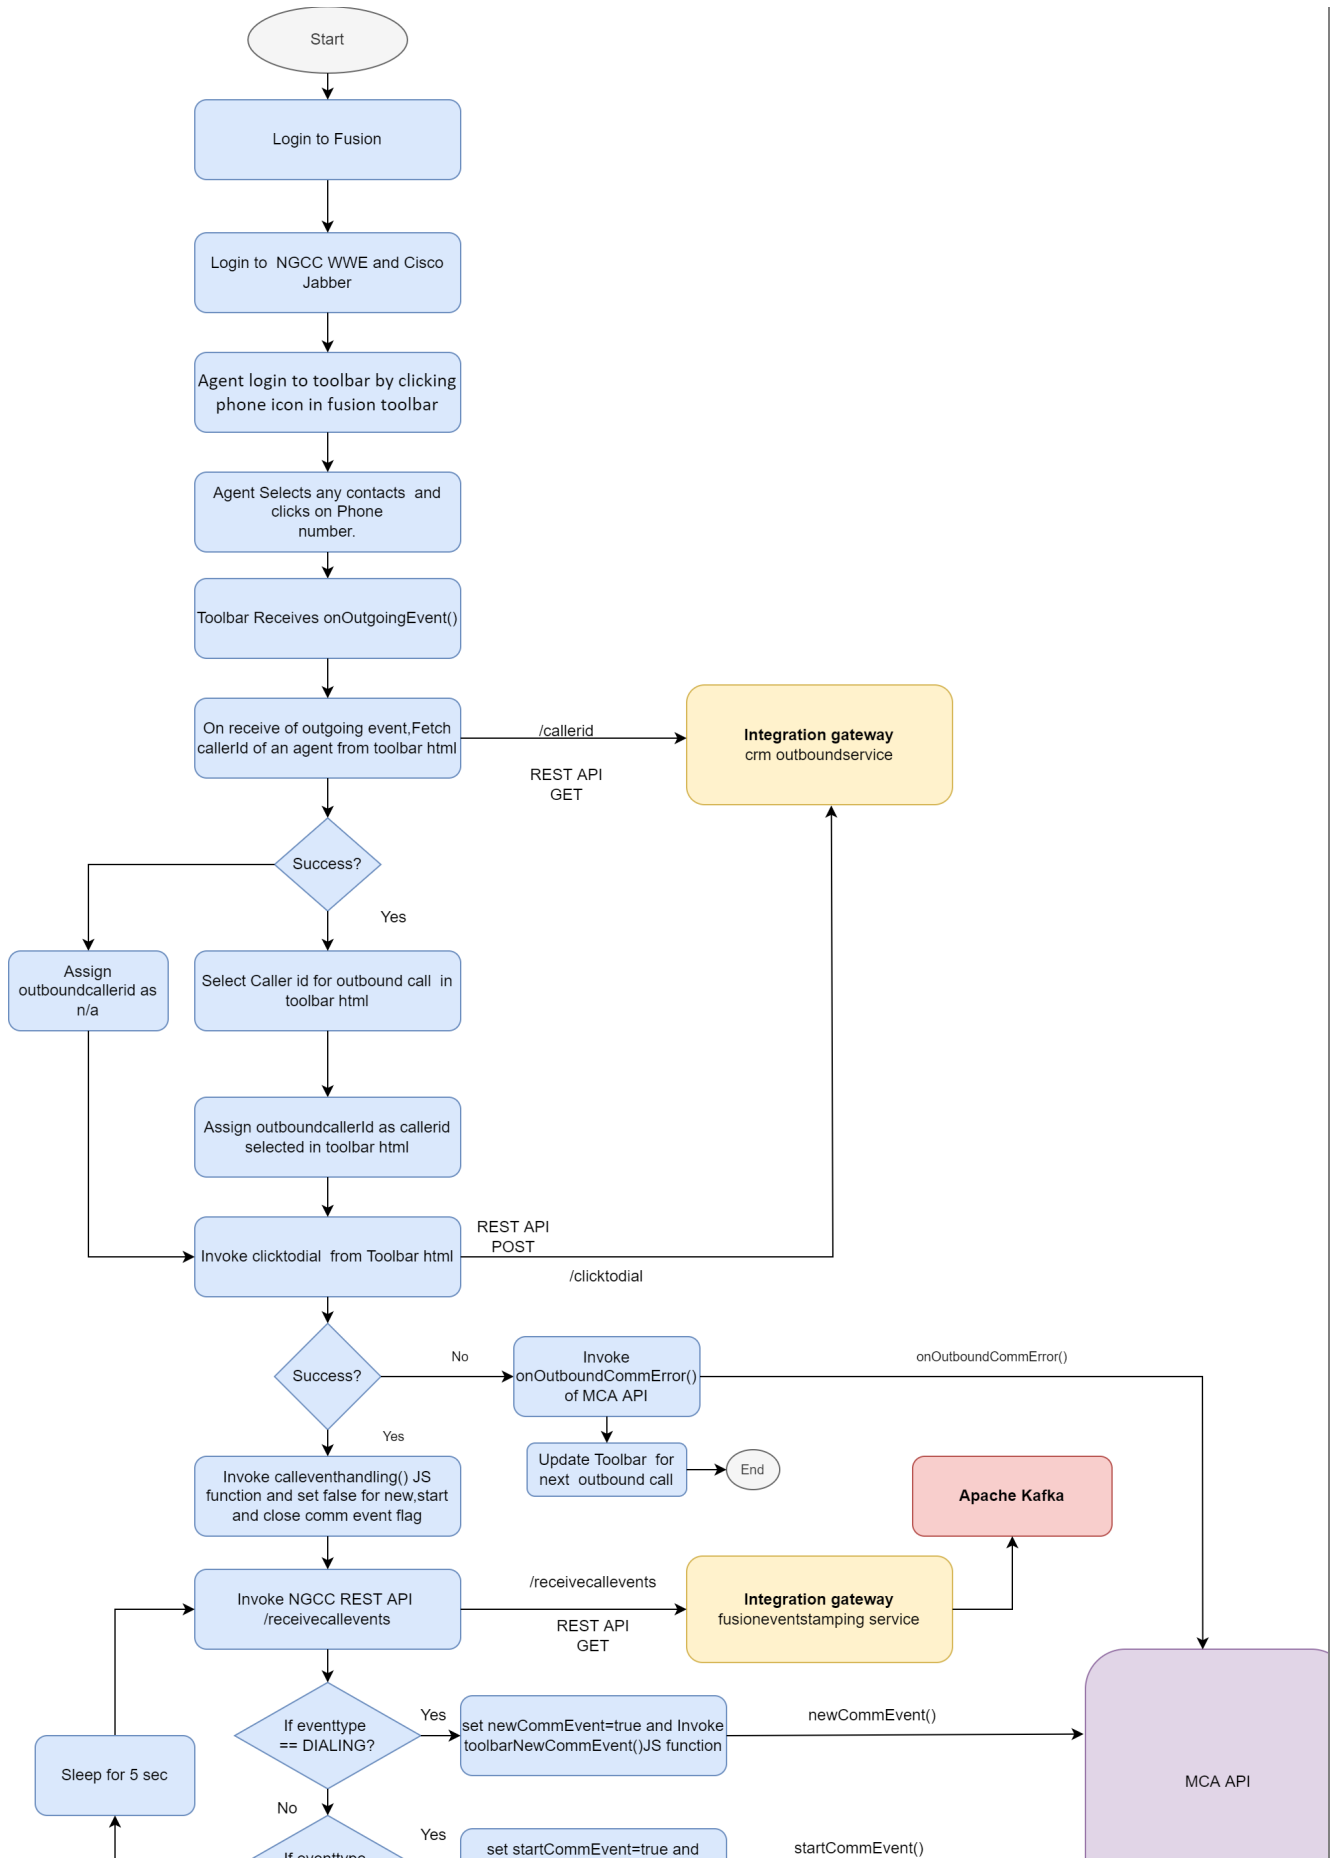 Start
Login to Fusion
Login to NGCC WWE and Cisco
Jabber
Agent login to toolbar by clicking
phone icon in fusion toolbar
Agent Selects any contacts and
clicks on Phone
number.
Toolbar Receives onOutgoingEvent()
On receive of outgoing event,Fetch
callerId of an agent from toolbar html
/callerid
REST API
GET
Integration gateway
crm outboundservice
Success?
Yes
Assign
outboundcallerid as
n/a
Select Caller id for outbound call in
toolbar html
Assign outboundcallerId as callerid
selected in toolbar html
Invoke clicktodial from Toolbar html
REST API
POST
/clicktodial
Success?
No
Invoke
onOutboundCommError()
of MCA API
onOutboundCommError()
Yes
Update Toolbar for
next outbound call
End
Invoke calleventhandling() JS
function and set false for new,start
and close comm event flag
Apache Kafka
Invoke NGCC REST API
/receivecallevents
/receivecallevents
REST API
GET
Integration gateway
fusioneventstamping service
If eventtype
== DIALING?
Yes
set newCommEvent=true and Invoke
toolbarNewCommEvent()JS function
newCommEvent()
Sleep for 5 sec
MCA API
No
If eventtype
Yes
set startCommEvent=true and
startCommEvent()